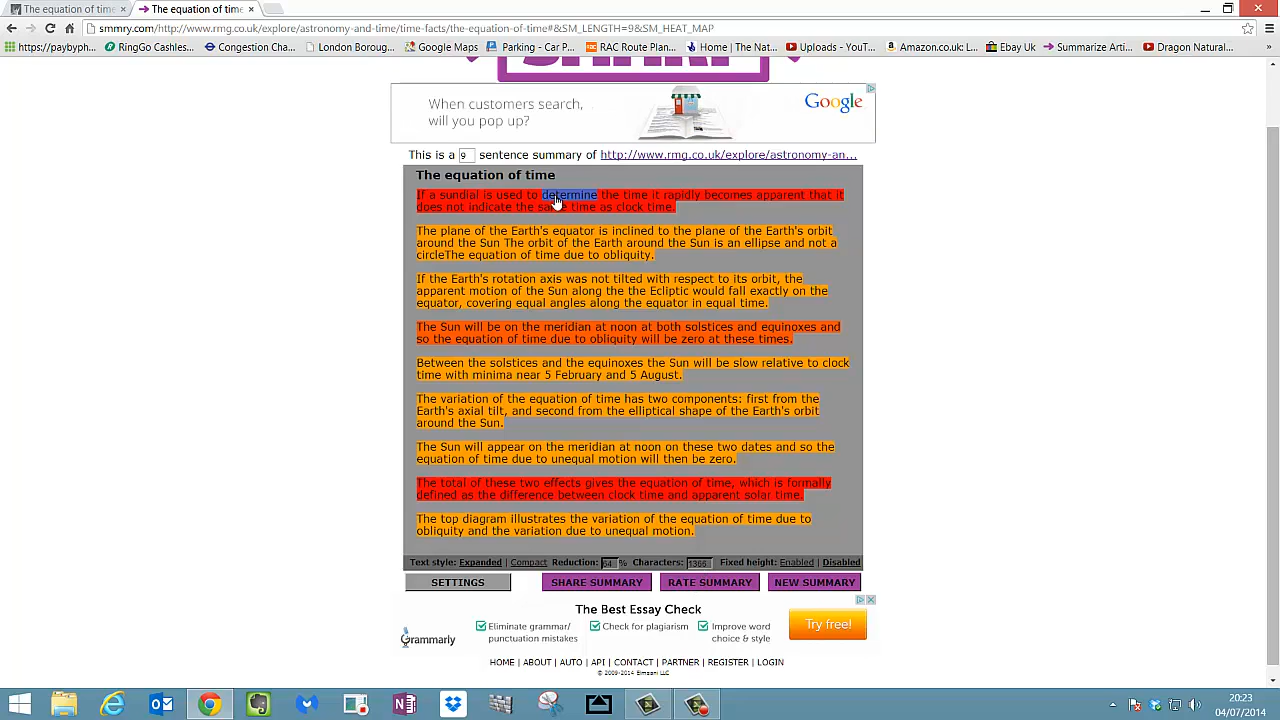 The equation of time
The equation of time
smmry.com/http://www.rmg.co.uk/explore/astronomy-and-time/time-facts/the-equation-of-time#&SM_LENGTH=9&SM_HEAT_MAP
https://paybyph... RingGo Cashless... Congestion Char... London Boroug... Google Maps Parking - Car P... RAC Route Plan... Home | The Nat... Uploads - YouT... Amazon.co.uk: L... Ebay Uk Summarize Arti... Dragon Natural...
When customers search,
will you pop up?
Google
This is a 9 sentence summary of http://www.rmg.co.uk/explore/astronomy-an...
The equation of time
If a sundial is used to determine the time it rapidly becomes apparent that it
does not indicate the same time as clock time.
The plane of the Earth's equator is inclined to the plane of the Earth's orbit
around the Sun The orbit of the Earth around the Sun is an ellipse and not a
circleThe equation of time due to obliquity.
If the Earth's rotation axis was not tilted with respect to its orbit, the
apparent motion of the Sun along the the Ecliptic would fall exactly on the
equator, covering equal angles along the equator in equal time.
The Sun will be on the meridian at noon at both solstices and equinoxes and
so the equation of time due to obliquity will be zero at these times.
Between the solstices and the equinoxes the Sun will be slow relative to clock
time with minima near 5 February and 5 August.
The variation of the equation of time has two components: first from the
Earth's axial tilt, and second from the elliptical shape of the Earth's orbit
around the Sun.
The Sun will appear on the meridian at noon on these two dates and so the
equation of time due to unequal motion will then be zero.
The total of these two effects gives the equation of time, which is formally
defined as the difference between clock time and apparent solar time.
The top diagram illustrates the variation of the equation of time due to
obliquity and the variation due to unequal motion.
Text style: Expanded | Compact Reduction: 64 % Characters: 1365 Fixed height: Enabled | Disabled
SETTINGS SHARE SUMMARY RATE SUMMARY NEW SUMMARY
The Best Essay Check
Grammarly
Eliminate grammar/
punctuation mistakes
Check for plagiarism
Improve word
choice & style
Try free!
HOME | ABOUT | AUTO | API | CONTACT | PARTNER | REGISTER | LOGIN
© 2009-2014 Smmry LLC
20:23
04/07/2014